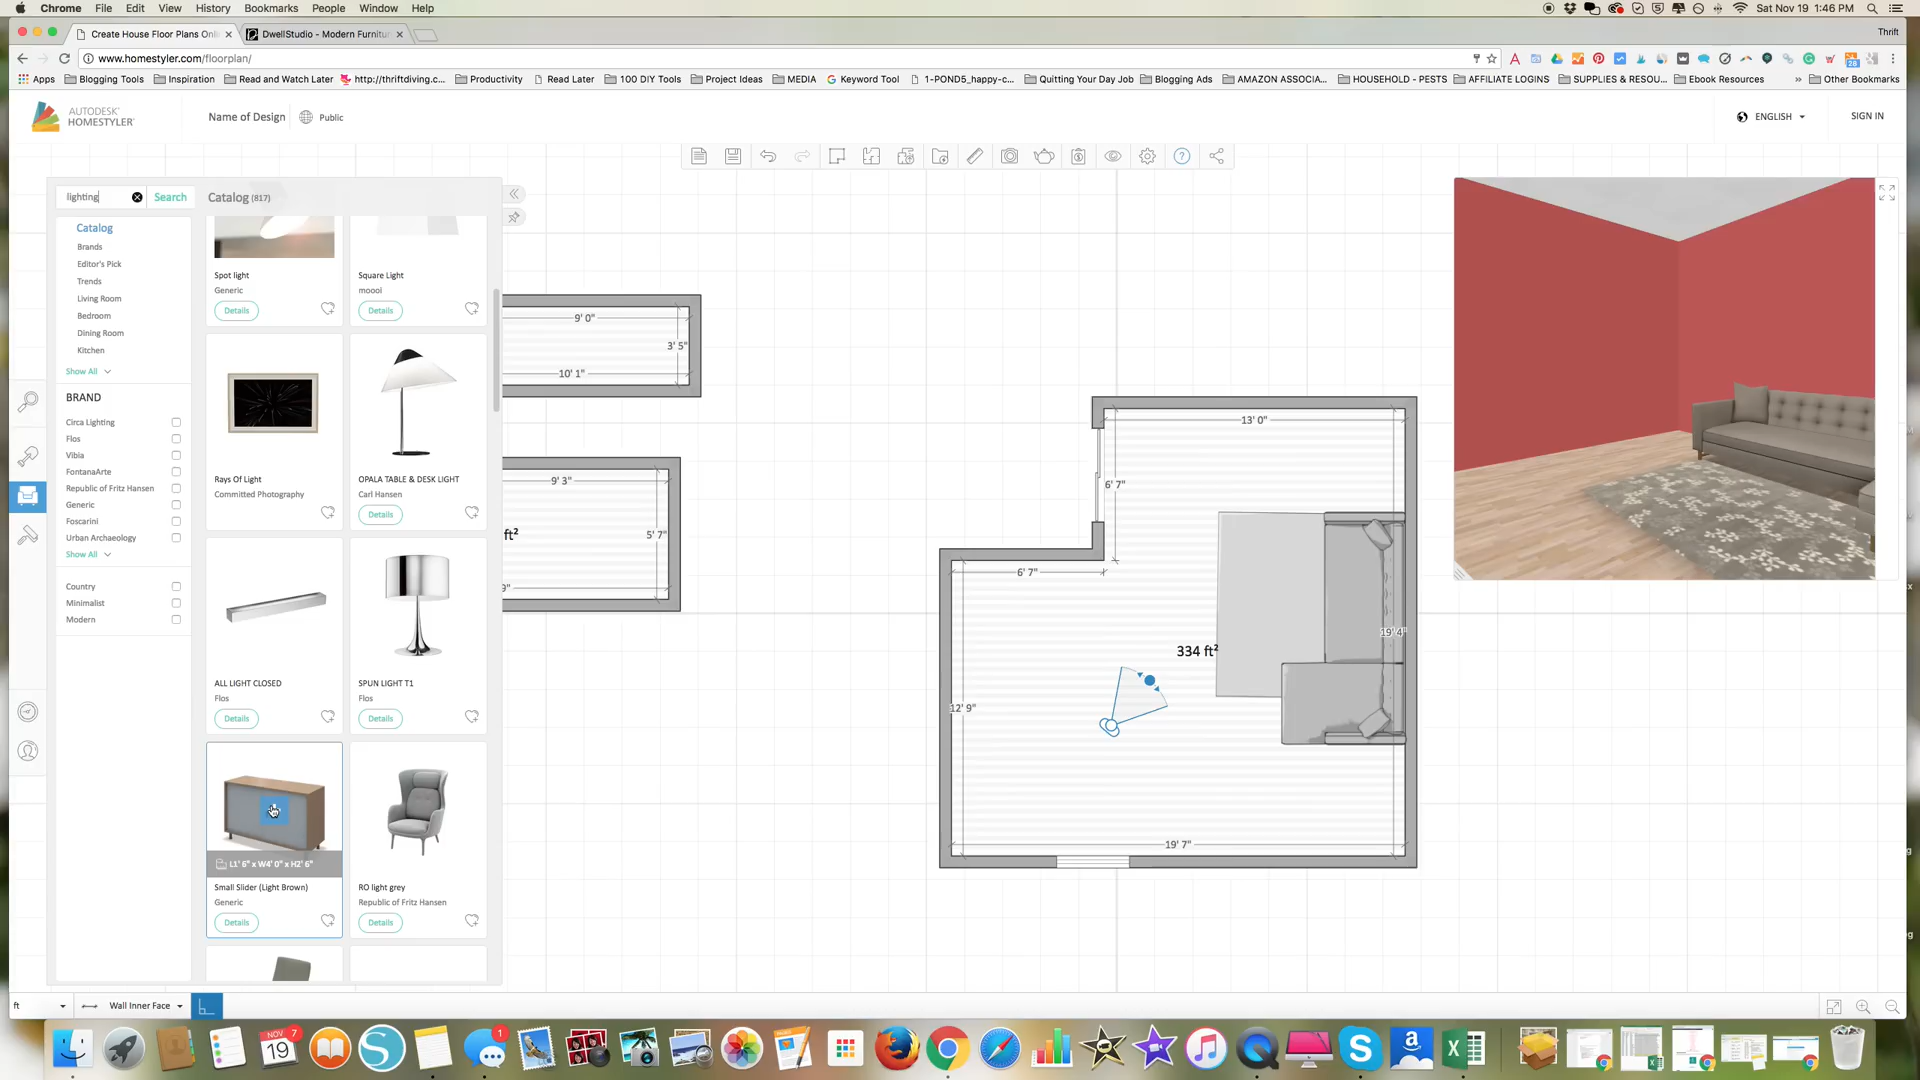 Chrome File Edit View History Bookmarks People Window Help
Sat Nov 19 1:46 PM
Create House Floor Plans Onli
DwellStudio - Modern Furnitur
Thrift
www.homestyler.com/floorplan/
Apps Blogging Tools Inspiration Read and Watch Later http://thriftdiving.c... Productivity Read Later 100 DIY Tools Project Ideas MEDIA Keyword Tool 1-POND5_happy-c... Quitting Your Day Job Blogging Ads AMAZON ASSOCIA... HOUSEHOLD - PESTS AFFILIATE LOGINS SUPPLIES & RESOU... Ebook Resources » Other Bookmarks
AUTODESK
HOMESTYLER
Name of Design
Public
ENGLISH
SIGN IN
lighting
Search
Catalog (817)
Catalog
Brands
Editor's Pick
Trends
Living Room
Bedroom
Dining Room
Kitchen
Show All
BRAND
Circa Lighting
Flos
Vibia
FontanaArte
Republic of Fritz Hansen
Generic
Foscarini
Urban Archaeology
Show All
Country
Minimalist
Modern
Spot light
Generic
Details
Square Light
moooi
Details
Rays Of Light
Committed Photography
OPALA TABLE & DESK LIGHT
Carl Hansen
Details
ALL LIGHT CLOSED
Flos
Details
SPUN LIGHT T1
Flos
Details
L1' 6" x W4' 0" x H2' 6"
Small Slider (Light Brown)
Generic
Details
RO light grey
Republic of Fritz Hansen
Details
9' 0"
3' 5"
10' 1"
9' 3"
5' 7"
ft²
9"
13' 0"
6' 7"
6' 7"
19' 4"
334 ft²
12' 9"
19' 7"
ft
Wall Inner Face
NOV
19
7
1